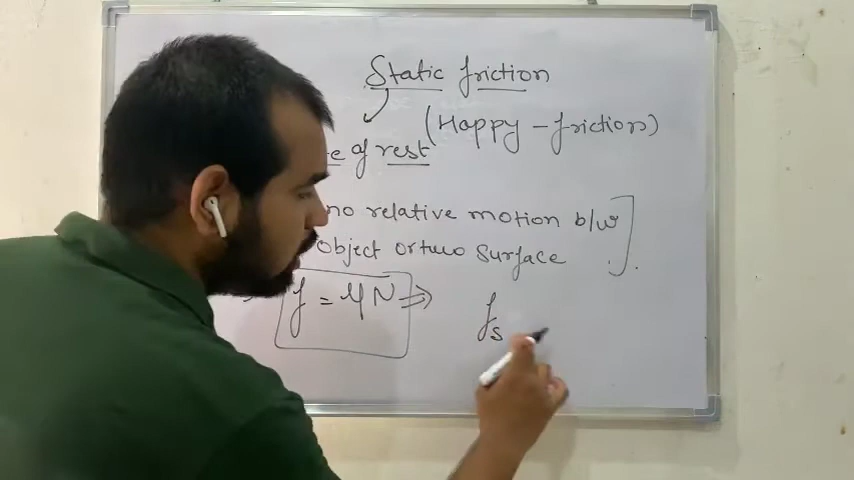 Static friction
(Happy-friction)
of rest
no relative motion b/w
object or two surface
f = μN ⇒ fs